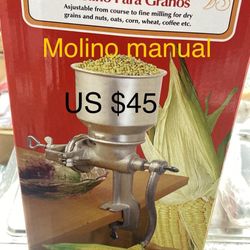 Para Granos
Asjustable from course to fine milling for dry
grains and nuts, oats, corn, wheat, coffee etc.
Molino manual
US $45